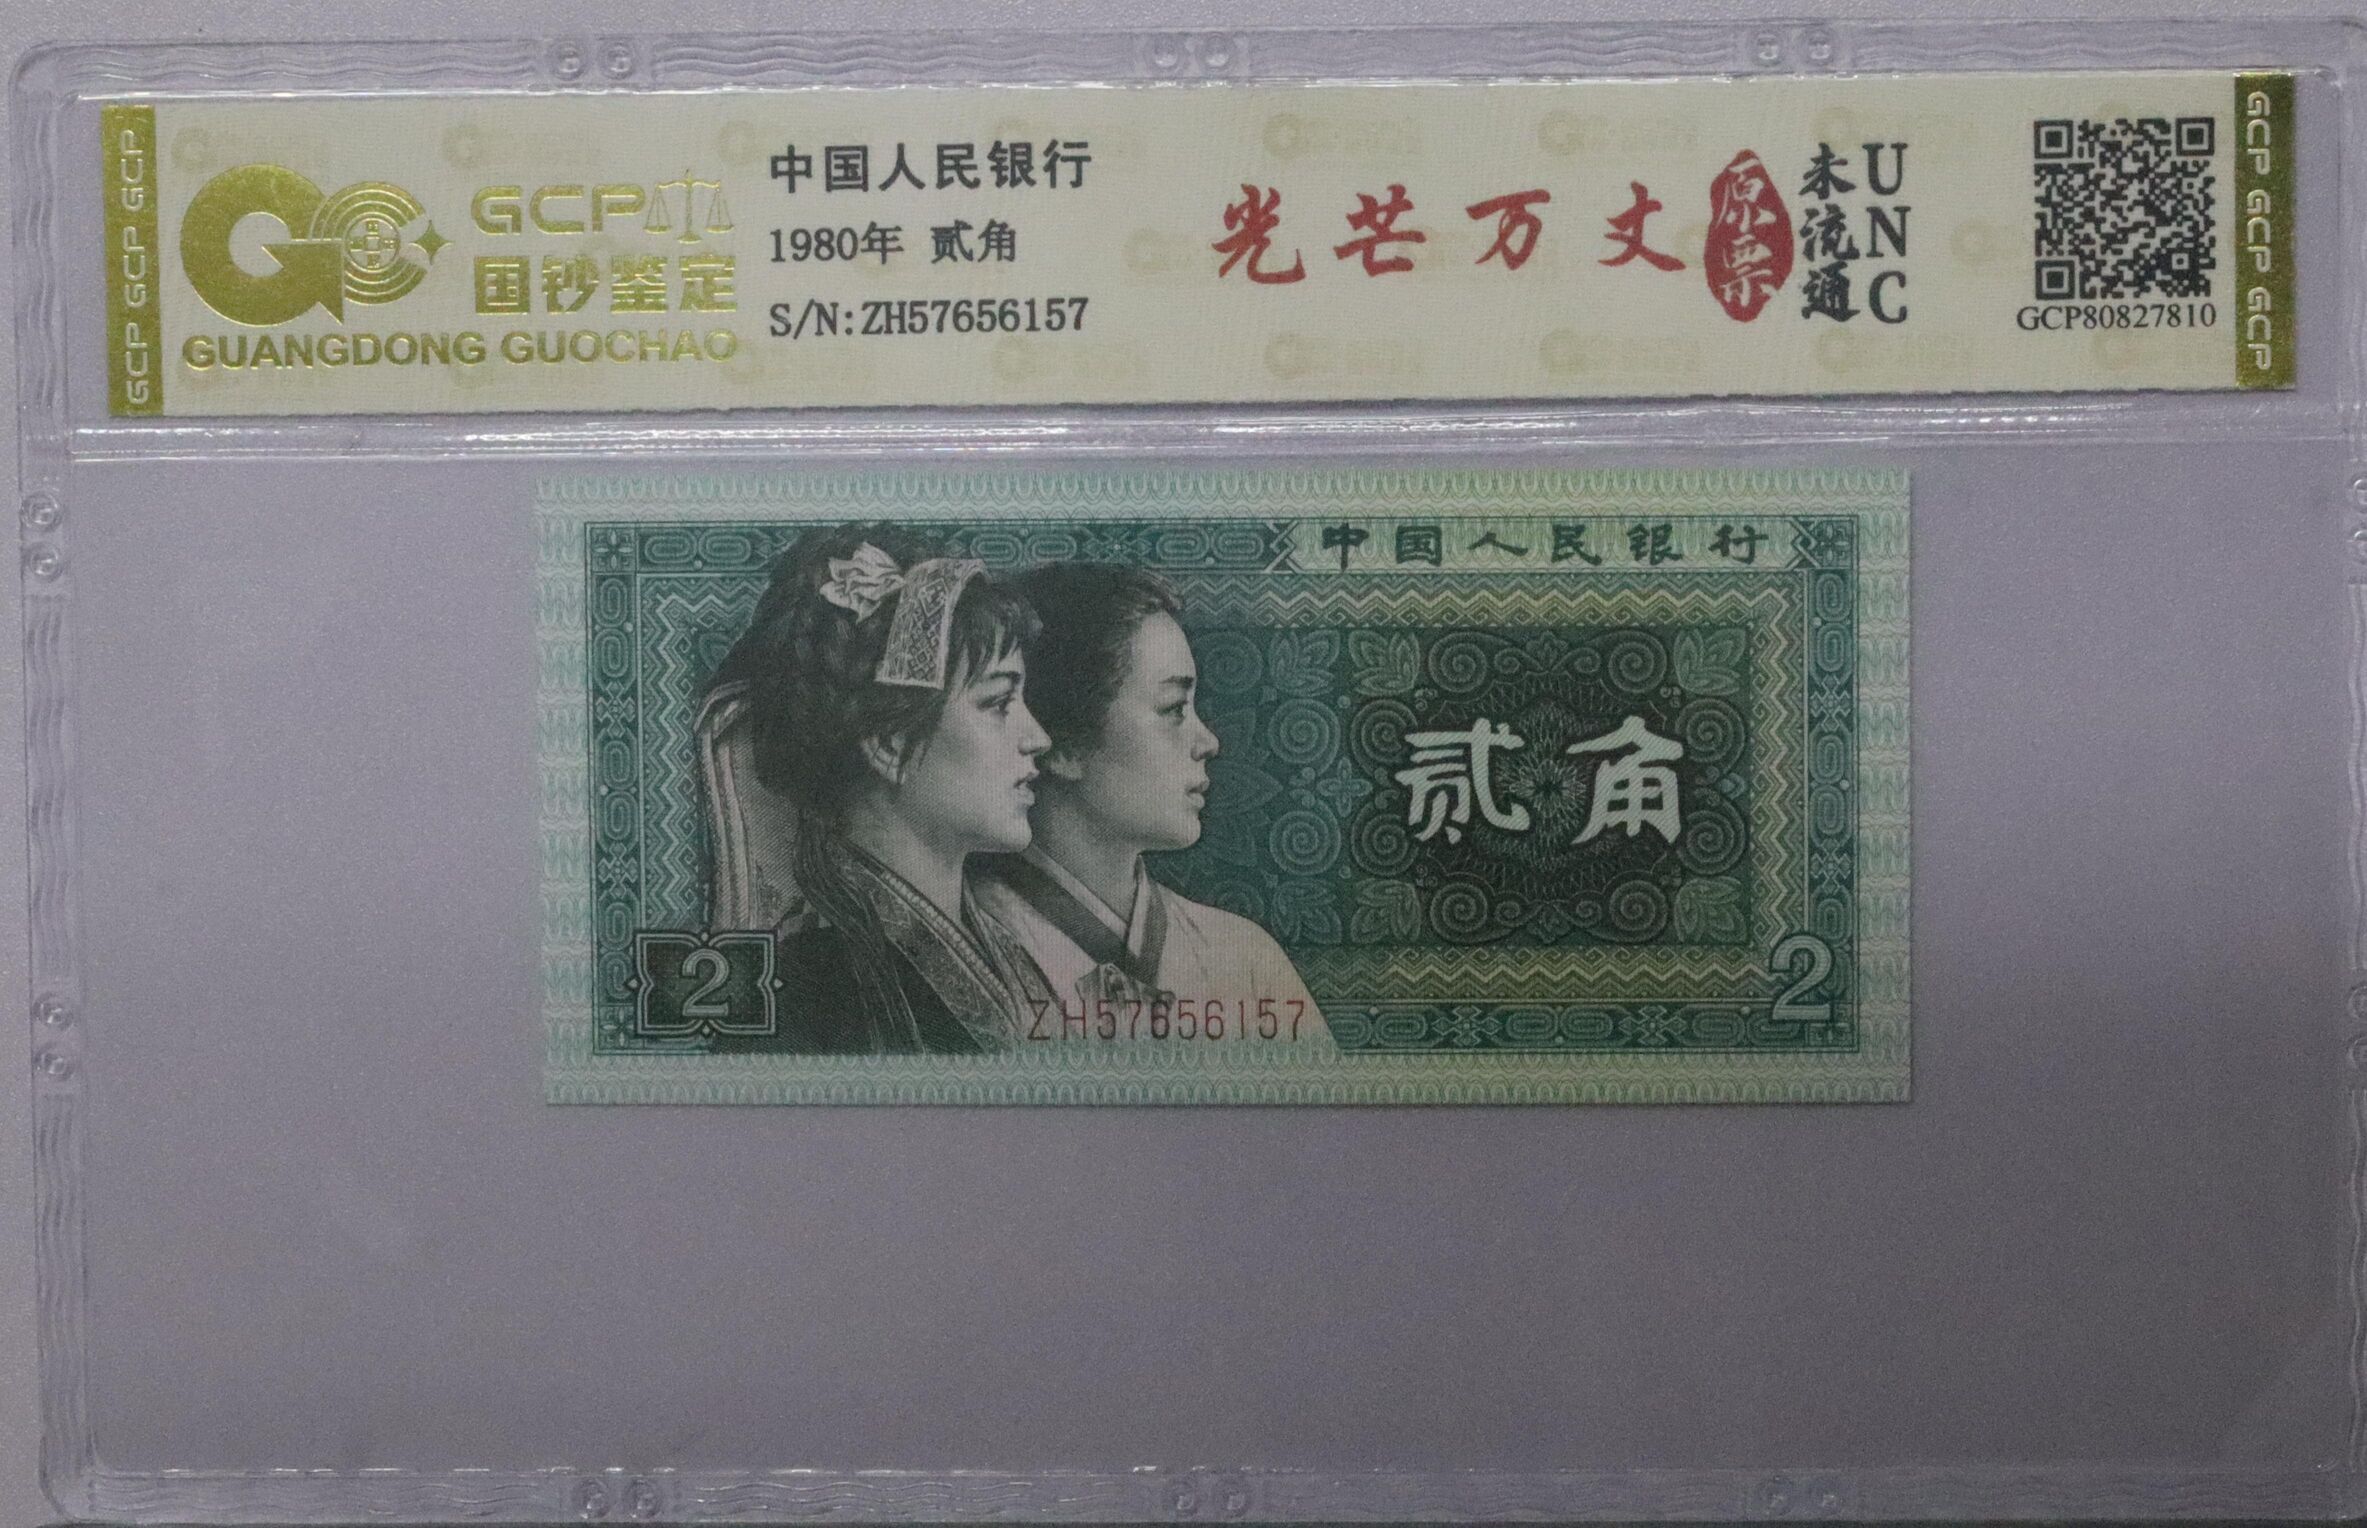 GCP GCP GCP
GCP
国钞鉴定
GUANGDONG GUOCHAO
中国人民银行
1980年 贰角
S/N:ZH57656157
光芒万丈
原票
未流通
UNC
GCP80827810
GCP GCP GCP
中国人民银行
贰角
2
2
ZH57656157